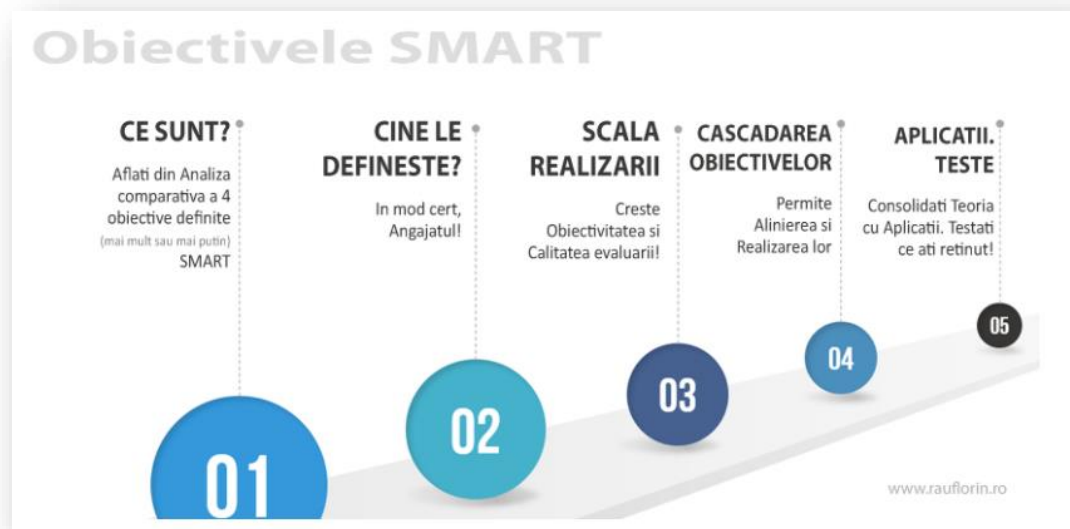 Obiectivele SMART
CE SUNT?
Aflati din Analiza
comparativa a 4
obiective definite
(mai mult sau mai putin)
SMART
CINE LE
DEFINESTE?
In mod cert,
Angajatul!
SCALA
REALIZARII
Creste
Obiectivitatea si
Calitatea evaluarii!
CASCADAREA
OBIECTIVELOR
Permite
Alinierea si
Realizarea lor
APLICATII.
TESTE
Consolidati Teoria
cu Aplicatii. Testati
ce ati retinut!
01
02
03
04
05
www.rauflorin.ro